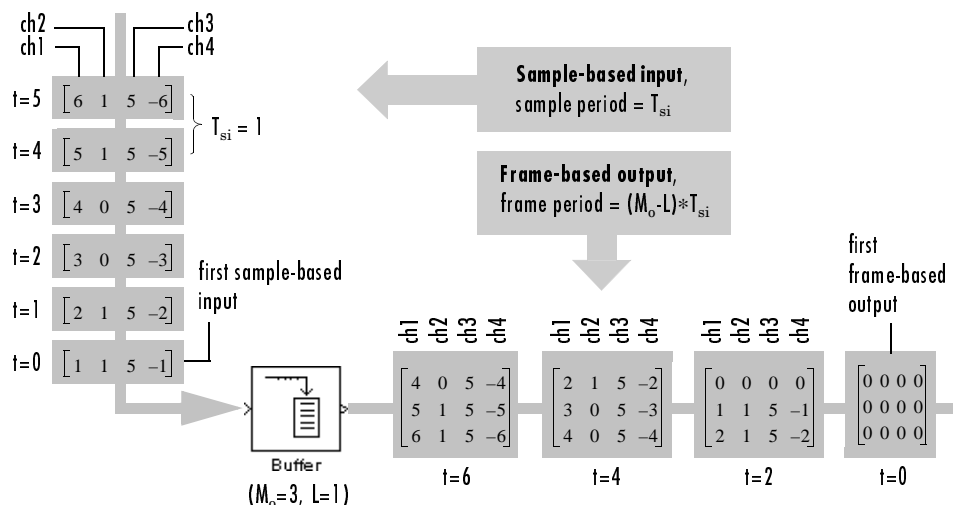 ch2 ch3
ch1 ch4
t=5 [6 1 5 –6]
T_si = 1
t=4 [5 1 5 –5]
t=3 [4 0 5 –4]
t=2 [3 0 5 –3]
t=1 [2 1 5 –2]
t=0 [1 1 5 –1]
first sample-based
input
Sample-based input,
sample period = T_si
Frame-based output,
frame period = (M_o-L)*T_si
first
frame-based
output
Buffer
(M_o=3, L=1)
ch1 ch2 ch3 ch4
4 0 5 –4
5 1 5 –5
6 1 5 –6
t=6
ch1 ch2 ch3 ch4
2 1 5 –2
3 0 5 –3
4 0 5 –4
t=4
ch1 ch2 ch3 ch4
0 0 0 0
1 1 5 –1
2 1 5 –2
t=2
0 0 0 0
0 0 0 0
0 0 0 0
t=0